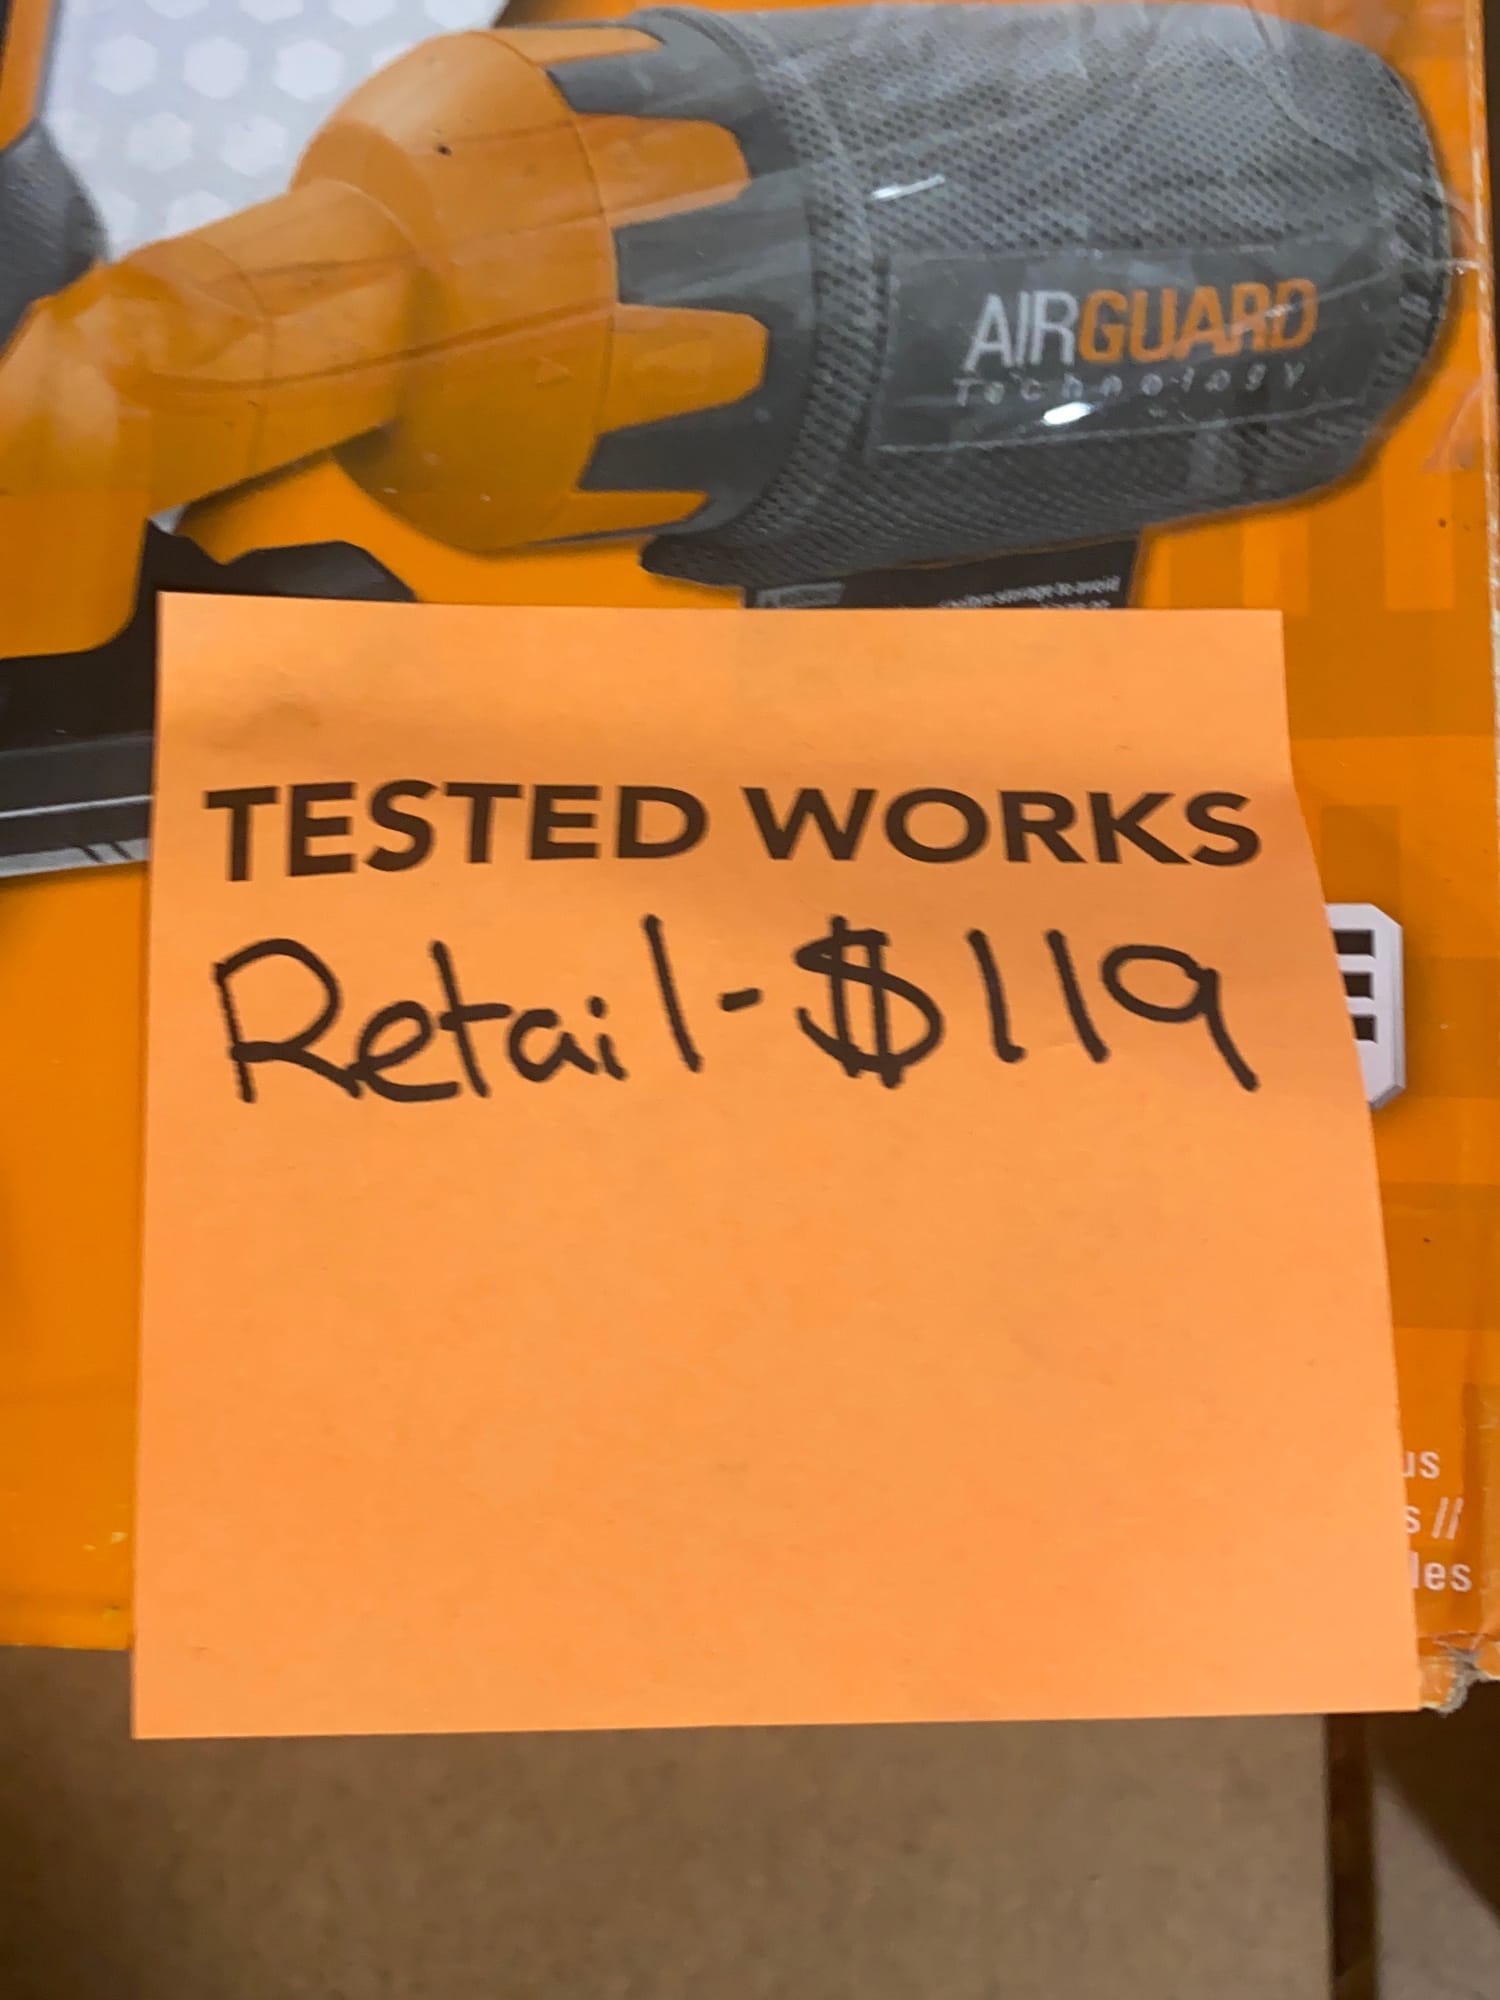 AIRGUARD
Technology
TESTED WORKS
Retail-$119
us
s //
les